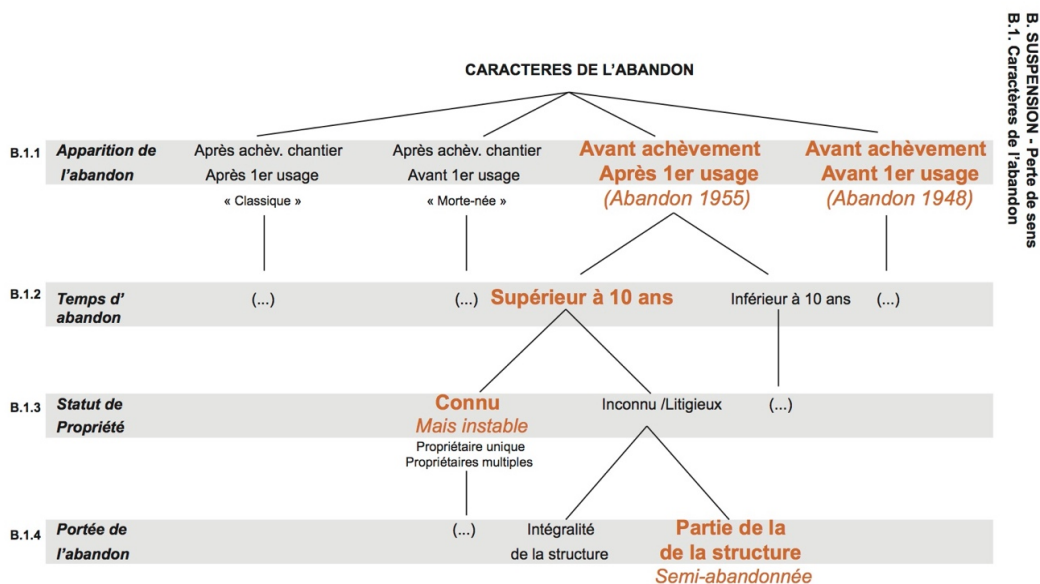 B. SUSPENSION - Perte de sens
B.1. Caractères de l'abandon
CARACTERES DE L'ABANDON
B.1.1
Apparition de
l'abandon
Après achèv. chantier
Après 1er usage
« Classique »
Après achèv. chantier
Avant 1er usage
« Morte-née »
Avant achèvement
Après 1er usage
(Abandon 1955)
Avant achèvement
Avant 1er usage
(Abandon 1948)
B.1.2
Temps d'
abandon
(...)
(...)
Supérieur à 10 ans
Inférieur à 10 ans
(...)
B.1.3
Statut de
Propriété
Connu
Mais instable
Propriétaire unique
Propriétaires multiples
Inconnu /Litigieux
(...)
B.1.4
Portée de
l'abandon
(...)
Intégralité
de la structure
Partie de la
de la structure
Semi-abandonnée